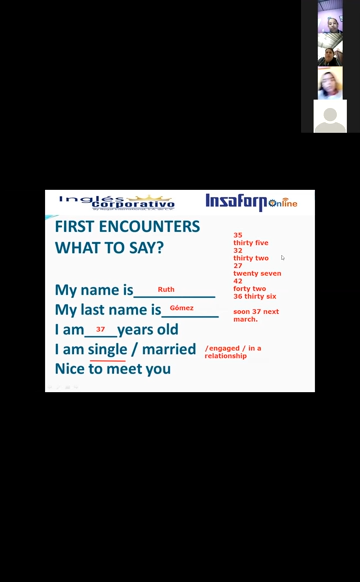 Inglés
Corporativo
Insaforp Online
FIRST ENCOUNTERS
WHAT TO SAY?
My name is Ruth
My last name is Gómez
I am 37 years old
I am single / married /engaged / in a
relationship
Nice to meet you
35
thirty five
32
thirty two
27
twenty seven
42
forty two
36 thirty six
soon 37 next
march.